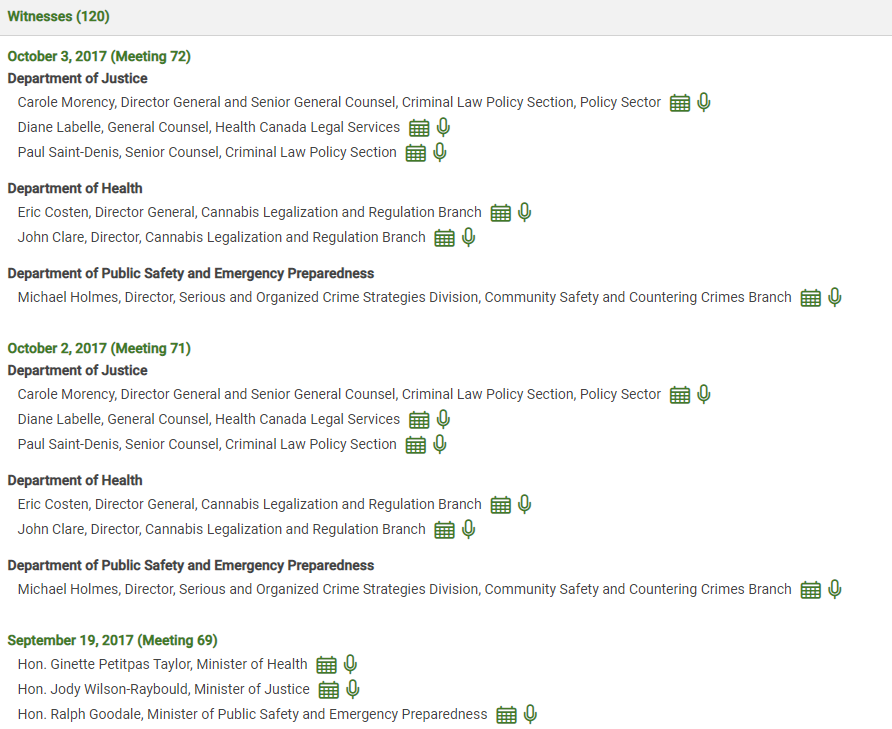 Witnesses (120)
October 3, 2017 (Meeting 72)
Department of Justice
Carole Morency, Director General and Senior General Counsel, Criminal Law Policy Section, Policy Sector
Diane Labelle, General Counsel, Health Canada Legal Services
Paul Saint-Denis, Senior Counsel, Criminal Law Policy Section
Department of Health
Eric Costen, Director General, Cannabis Legalization and Regulation Branch
John Clare, Director, Cannabis Legalization and Regulation Branch
Department of Public Safety and Emergency Preparedness
Michael Holmes, Director, Serious and Organized Crime Strategies Division, Community Safety and Countering Crimes Branch
October 2, 2017 (Meeting 71)
Department of Justice
Carole Morency, Director General and Senior General Counsel, Criminal Law Policy Section, Policy Sector
Diane Labelle, General Counsel, Health Canada Legal Services
Paul Saint-Denis, Senior Counsel, Criminal Law Policy Section
Department of Health
Eric Costen, Director General, Cannabis Legalization and Regulation Branch
John Clare, Director, Cannabis Legalization and Regulation Branch
Department of Public Safety and Emergency Preparedness
Michael Holmes, Director, Serious and Organized Crime Strategies Division, Community Safety and Countering Crimes Branch
September 19, 2017 (Meeting 69)
Hon. Ginette Petitpas Taylor, Minister of Health
Hon. Jody Wilson-Raybould, Minister of Justice
Hon. Ralph Goodale, Minister of Public Safety and Emergency Preparedness